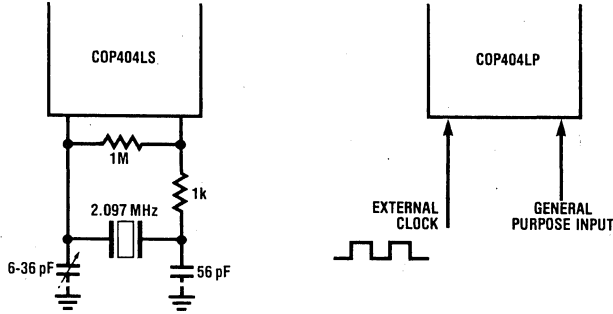 COP404LS
1M
1k
2.097 MHz
6-36 pF
56 pF
COP404LP
EXTERNAL
CLOCK
GENERAL
PURPOSE INPUT